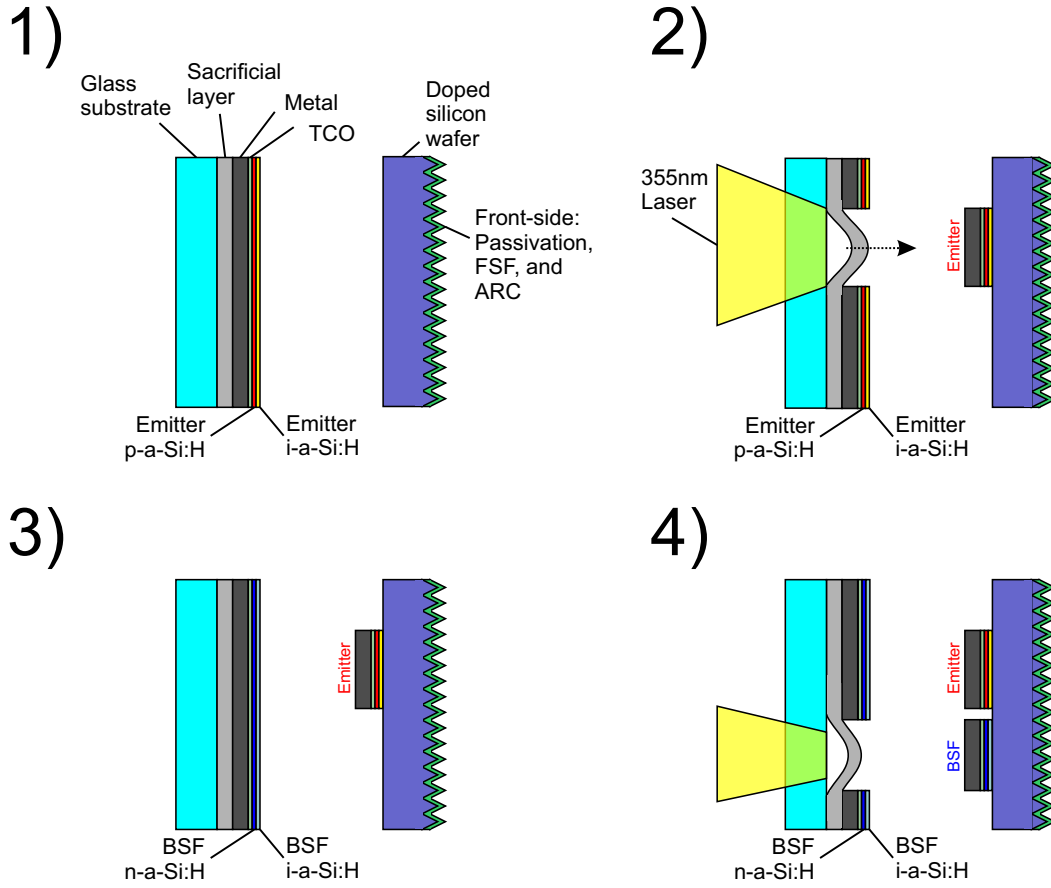 1)
Glass
substrate
Sacrificial
layer
Metal
TCO
Doped
silicon
wafer
Front-side:
Passivation,
FSF, and
ARC
Emitter
p-a-Si:H
Emitter
i-a-Si:H
2)
355nm
Laser
Emitter
Emitter
p-a-Si:H
Emitter
i-a-Si:H
3)
Emitter
BSF
n-a-Si:H
BSF
i-a-Si:H
4)
Emitter
BSF
BSF
n-a-Si:H
BSF
i-a-Si:H